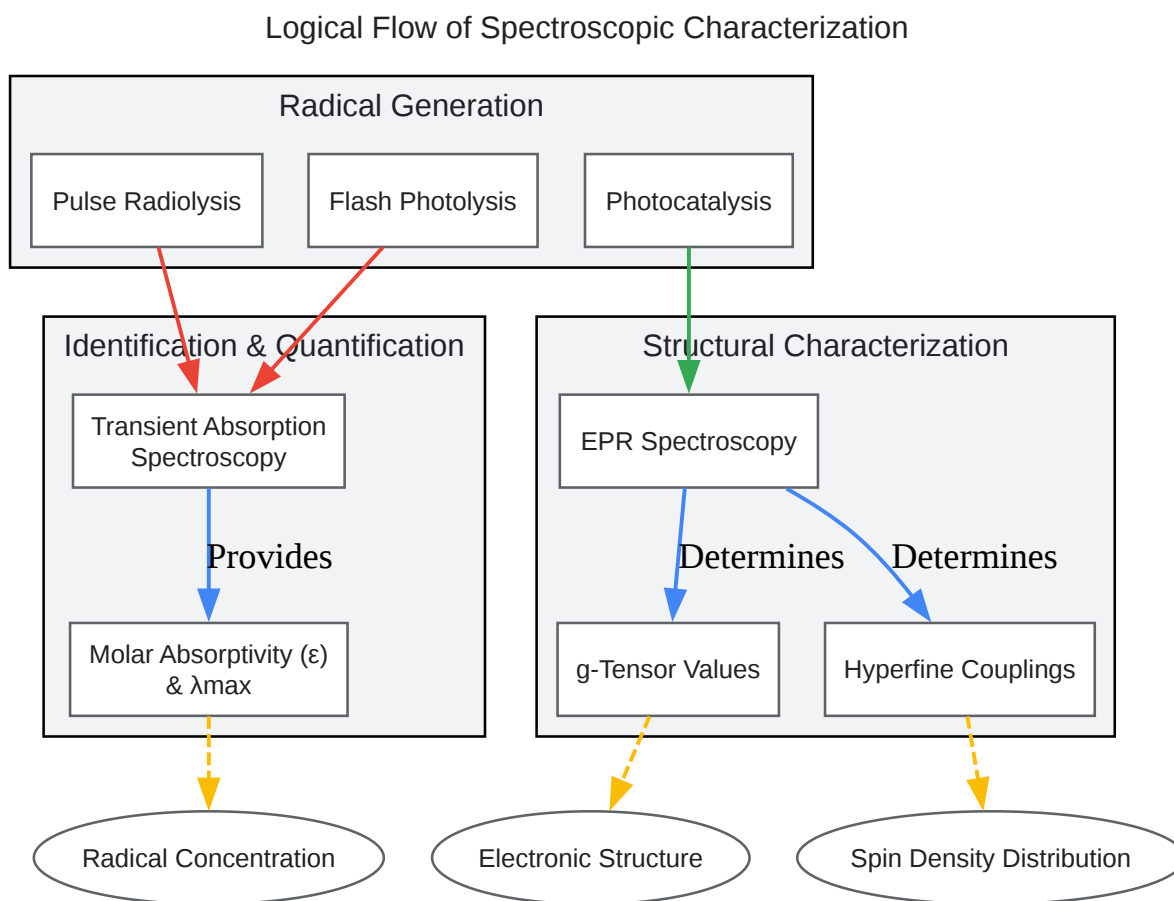 Logical Flow of Spectroscopic Characterization
Radical Generation
Pulse Radiolysis
Flash Photolysis
Photocatalysis
Identification & Quantification
Structural Characterization
Transient Absorption
Spectroscopy
EPR Spectroscopy
Provides
Determines
Determines
Molar Absorptivity (ε)
& λmax
g-Tensor Values
Hyperfine Couplings
Radical Concentration
Electronic Structure
Spin Density Distribution